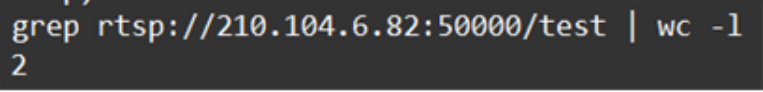 grep rtsp://210.104.6.82:50000/test | wc -l
2